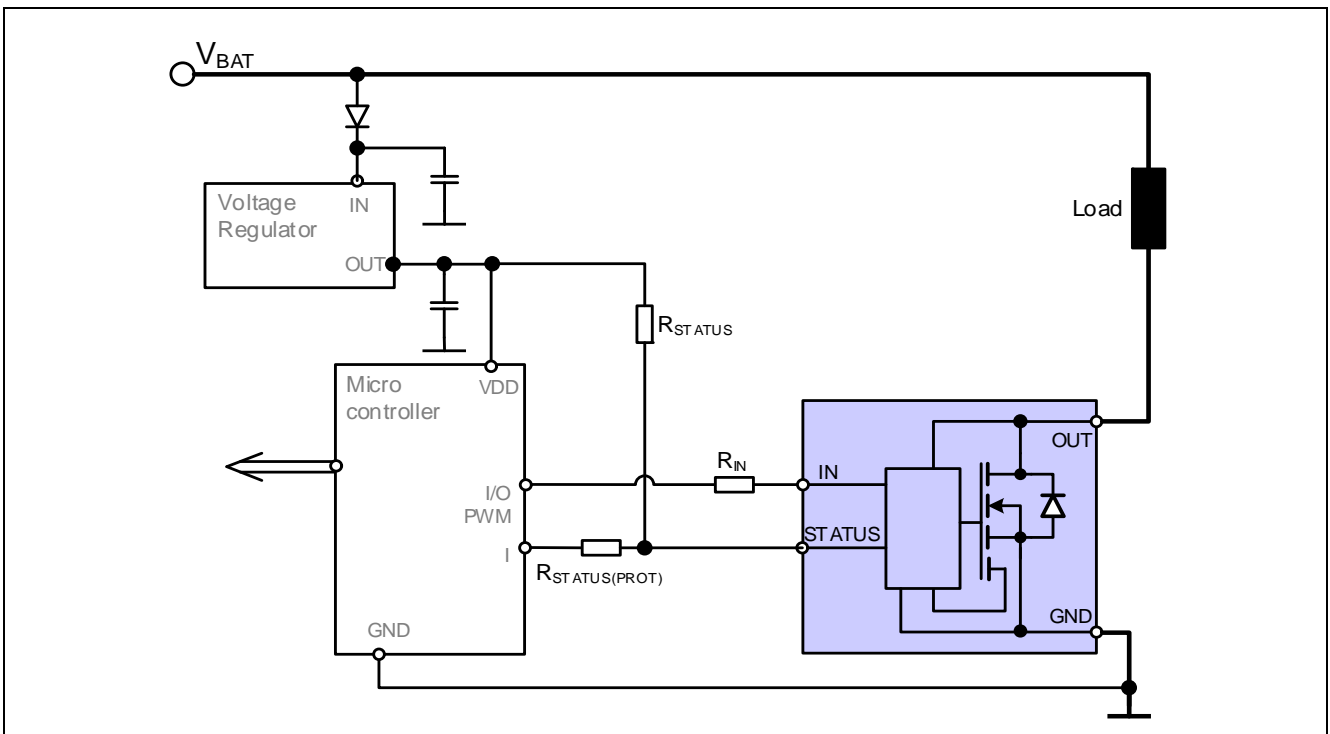 VBAT
Voltage
Regulator
IN
OUT
Load
RSTATUS
Micro
controller
VDD
RIN
IN
OUT
I/O
PWM
STATUS
I
RSTATUS(PROT)
GND
GND